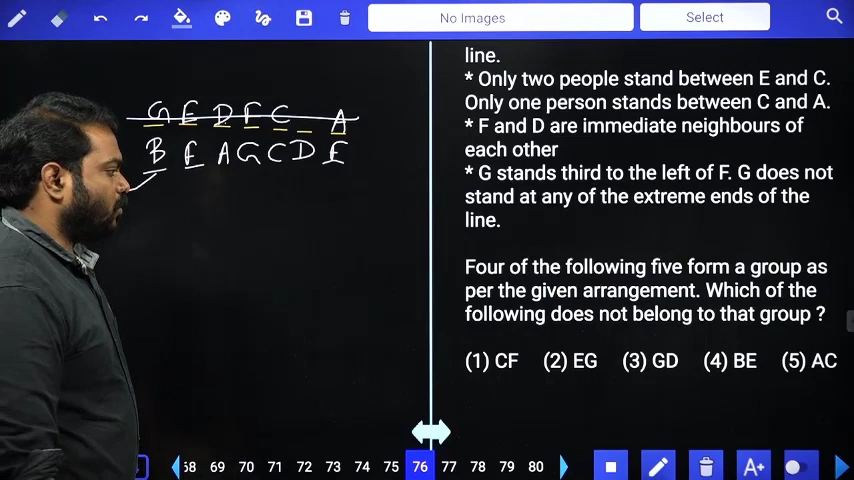 No Images
Select
line.
* Only two people stand between E and C.
Only one person stands between C and A.
* F and D are immediate neighbours of
each other
* G stands third to the left of F. G does not
stand at any of the extreme ends of the
line.
Four of the following five form a group as
per the given arrangement. Which of the
following does not belong to that group ?
(1) CF (2) EG (3) GD (4) BE (5) AC
G E D F C A
B E A G C D F
68 69 70 71 72 73 74 75 76 77 78 79 80
A+